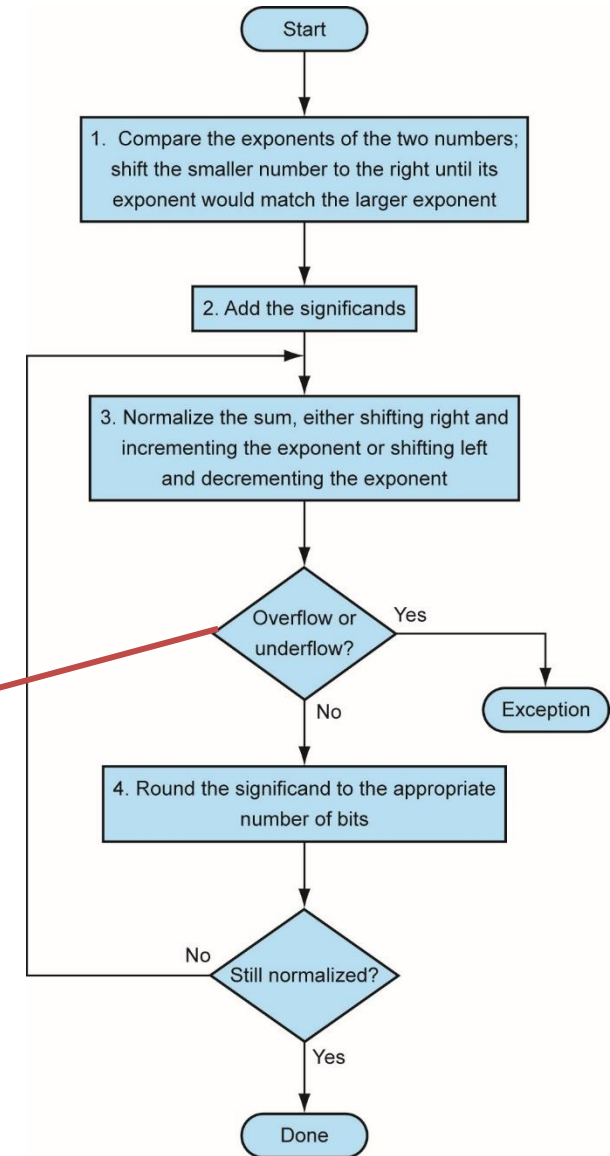 Start
1. Compare the exponents of the two numbers;
shift the smaller number to the right until its
exponent would match the larger exponent
2. Add the significands
3. Normalize the sum, either shifting right and
incrementing the exponent or shifting left
and decrementing the exponent
Overflow or
underflow?
Yes
Exception
No
4. Round the significand to the appropriate
number of bits
No
Still normalized?
Yes
Done